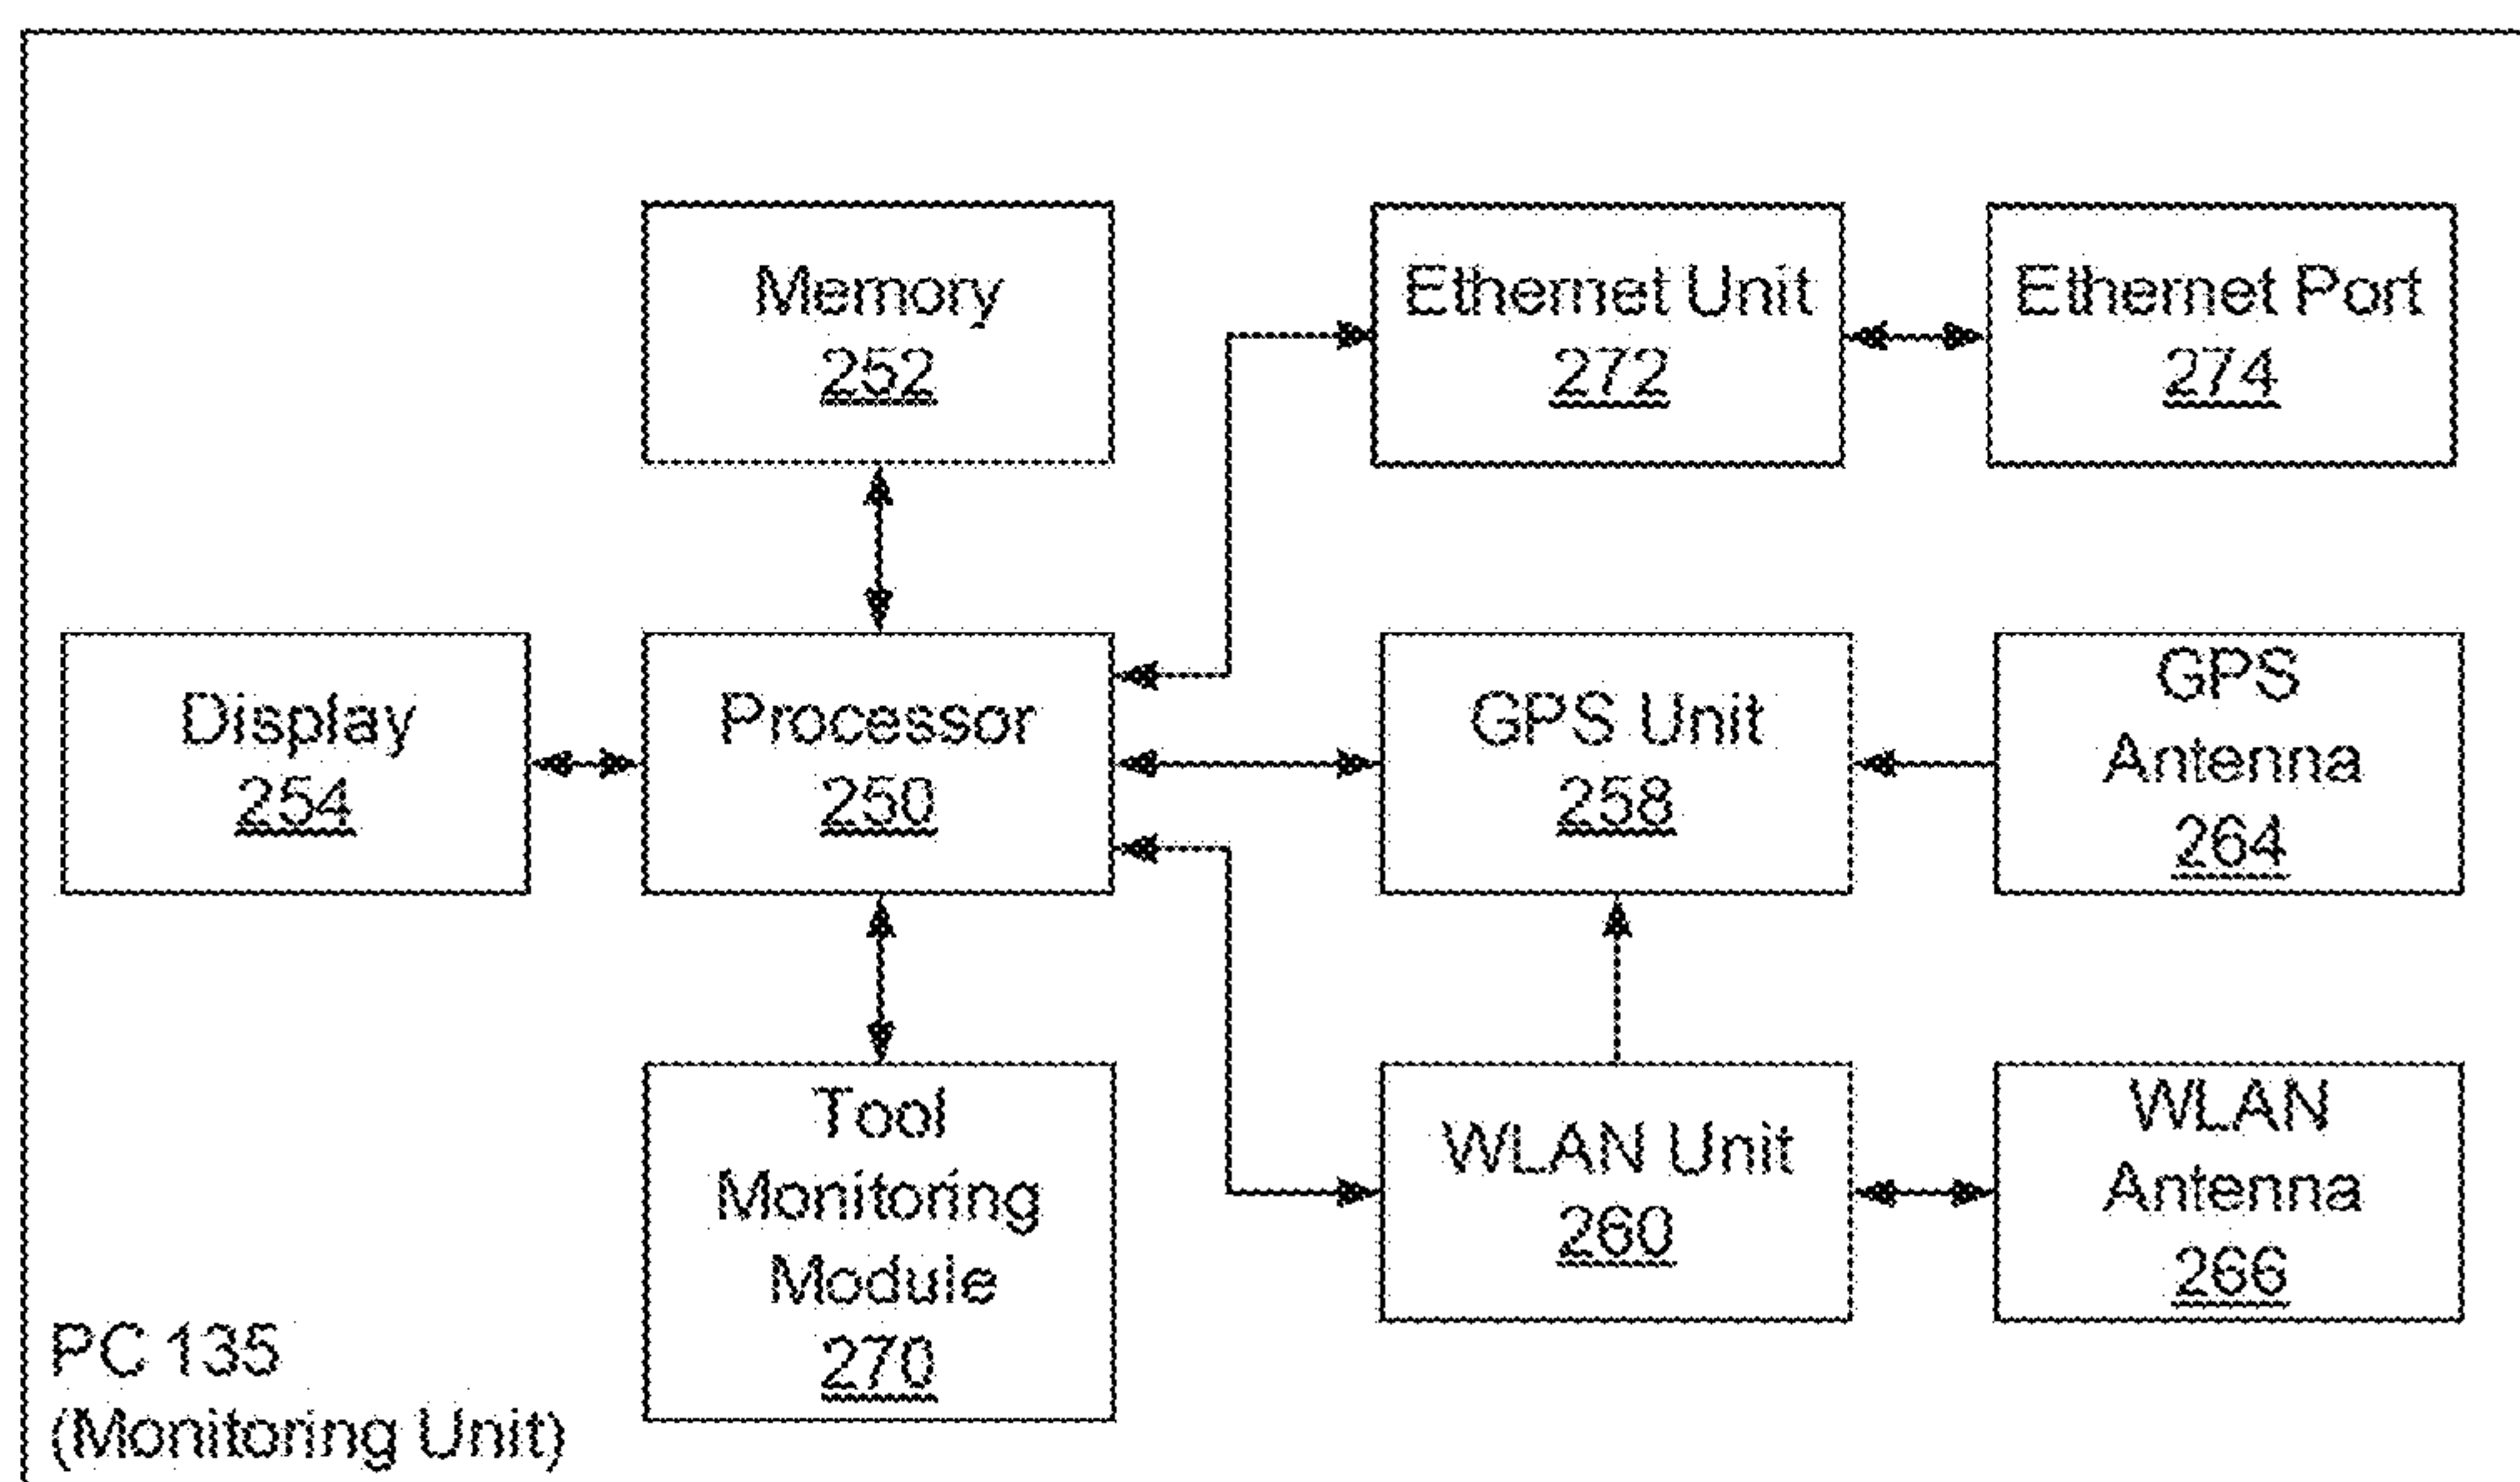 Memory
252
Ethernet Unit
272
Ethernet Port
274
Display
254
Processor
250
GPS Unit
258
GPS
Antenna
264
Tool
Monitoring
Module
270
WLAN Unit
260
WLAN
Antenna
266
PC 135
(Monitoring Unit)